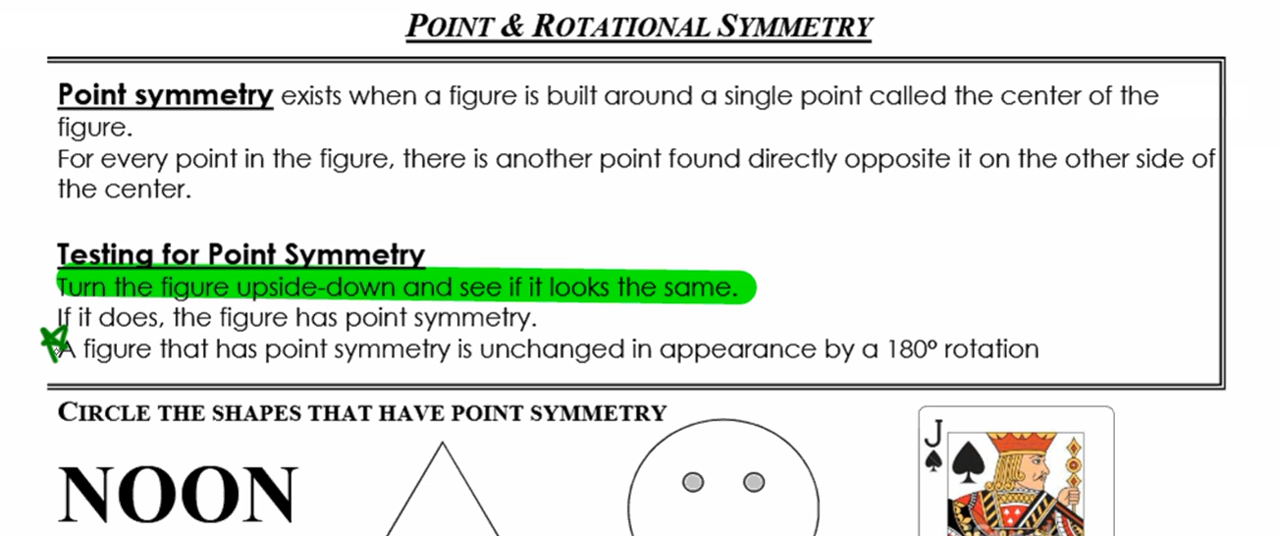 POINT & ROTATIONAL SYMMETRY
Point symmetry exists when a figure is built around a single point called the center of the
figure.
For every point in the figure, there is another point found directly opposite it on the other side of
the center.
Testing for Point Symmetry
Turn the figure upside-down and see if it looks the same.
If it does, the figure has point symmetry.
A figure that has point symmetry is unchanged in appearance by a 180° rotation
CIRCLE THE SHAPES THAT HAVE POINT SYMMETRY
NOON
J